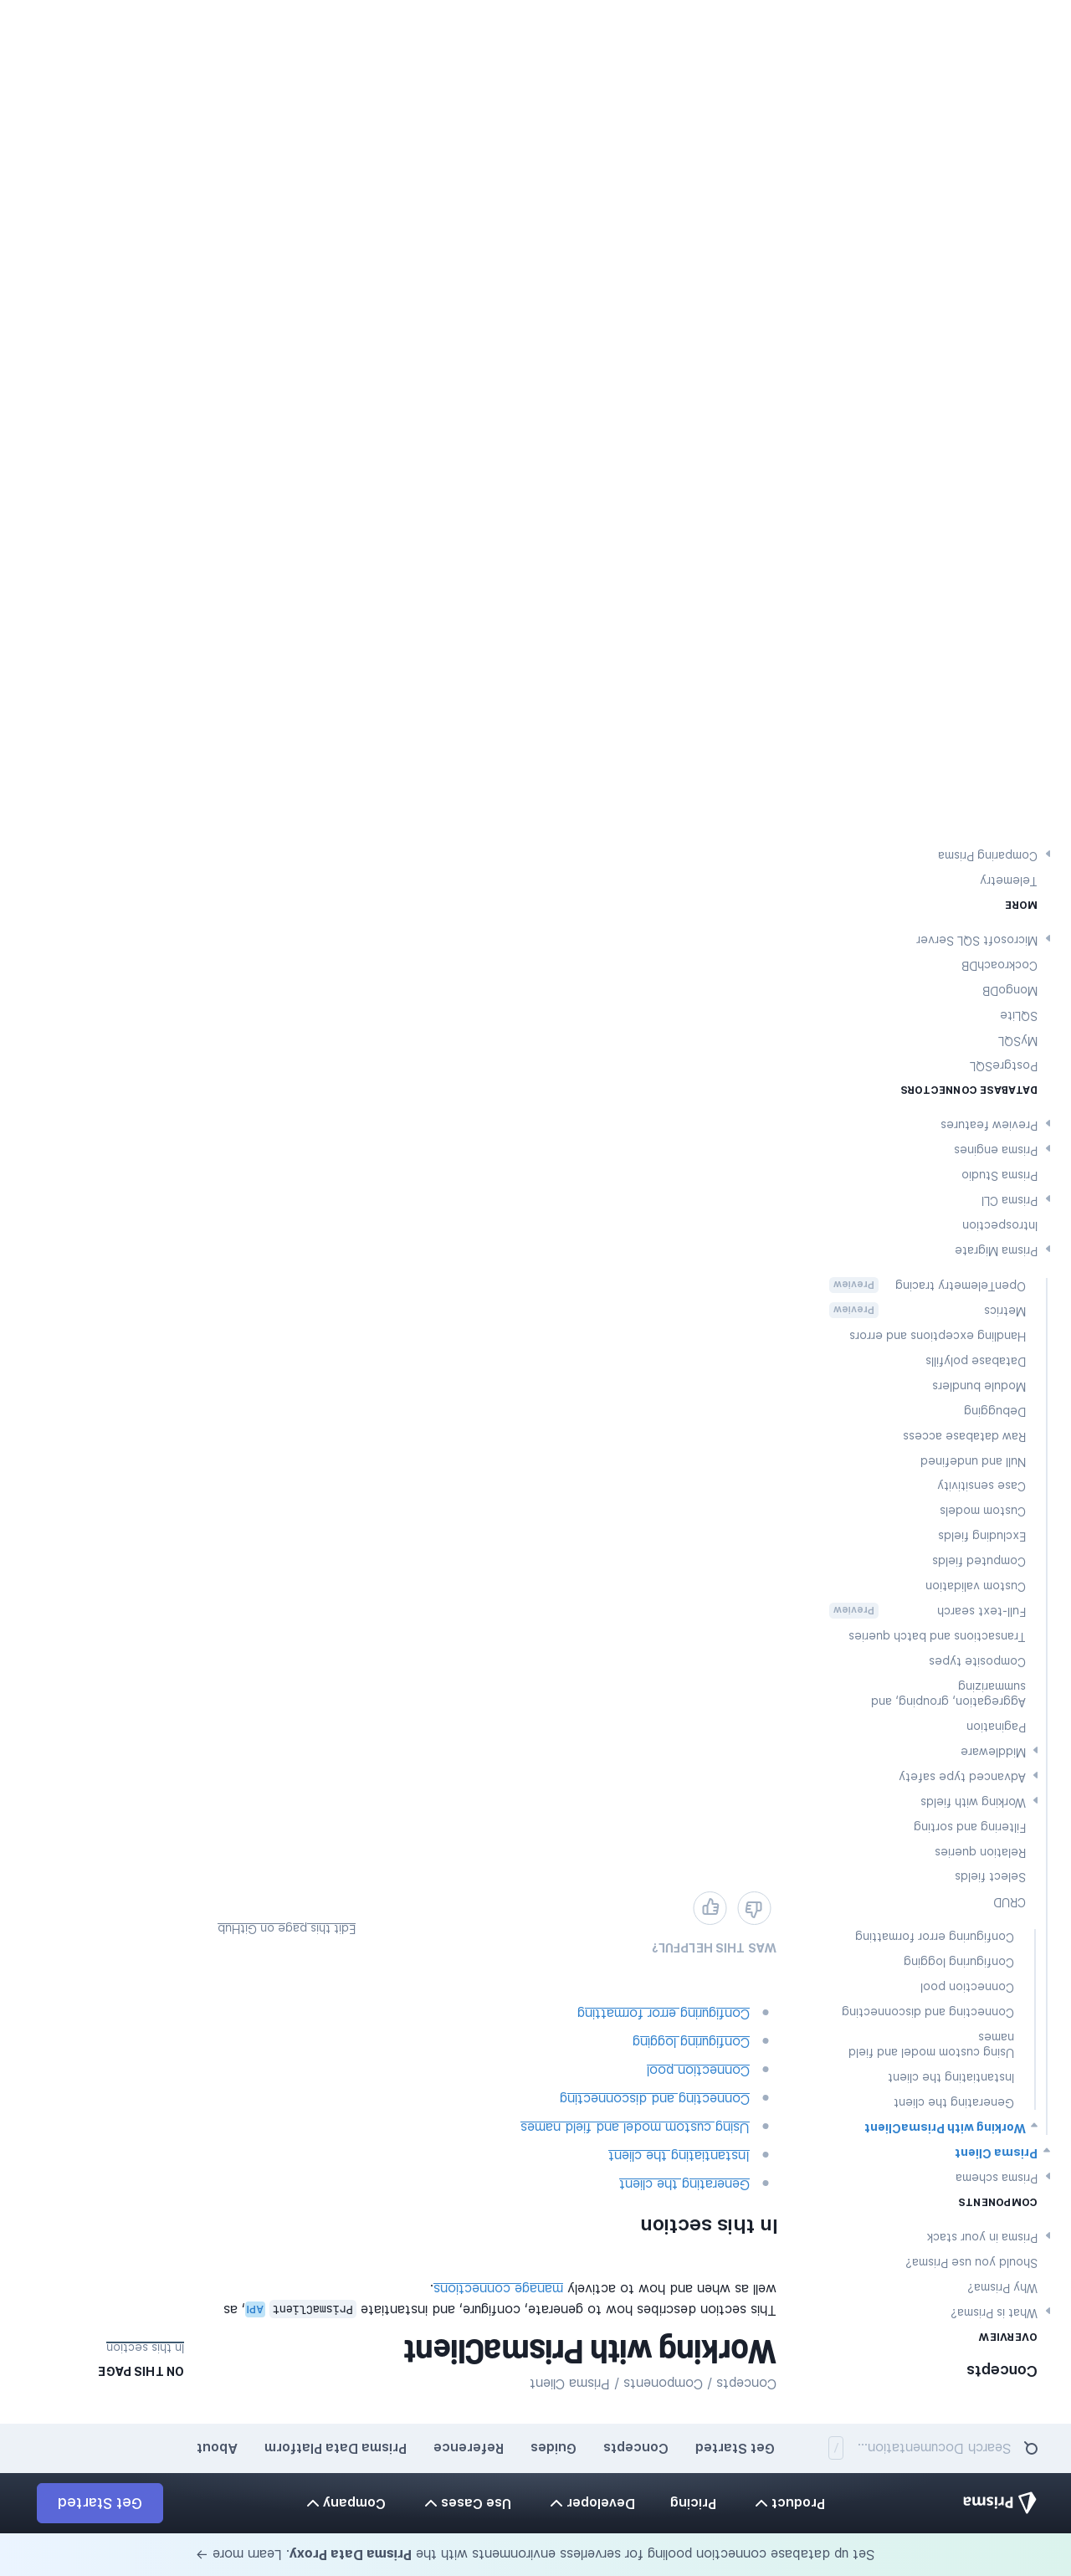 Set up database connection pooling for serverless environments with the Prisma Data Proxy. Learn more →
Prisma
Product
Pricing
Developer
Use Cases
Company
Get Started
Search Documentation...
/
Get Started
Concepts
Guides
Reference
Prisma Data Platform
About
Concepts
OVERVIEW
What is Prisma?
Why Prisma?
Should you use Prisma?
Prisma in your stack
COMPONENTS
Prisma schema
Prisma Client
Working with PrismaClient
Generating the client
Instantiating the client
Using custom model and field
names
Connecting and disconnecting
Connection pool
Configuring logging
Configuring error formatting
CRUD
Select fields
Relation queries
Filtering and sorting
Working with fields
Advanced type safety
Middleware
Pagination
Aggregation, grouping, and
summarizing
Composite types
Transactions and batch queries
Full-text search Preview
Custom validation
Computed fields
Excluding fields
Custom models
Case sensitivity
Null and undefined
Raw database access
Debugging
Module bundlers
Database polyfills
Handling exceptions and errors
Metrics Preview
OpenTelemetry tracing Preview
Prisma Migrate
Introspection
Prisma CLI
Prisma Studio
Prisma engines
Preview features
DATABASE CONNECTORS
PostgreSQL
MySQL
SQLite
MongoDB
CockroachDB
Microsoft SQL Server
MORE
Telemetry
Comparing Prisma
Concepts / Components / Prisma Client
Working with PrismaClient
This section describes how to generate, configure, and instantiate PrismaClient API, as
well as when and how to actively manage connections.
In this section
Generating the client
Instantiating the client
Using custom model and field names
Connecting and disconnecting
Connection pool
Configuring logging
Configuring error formatting
WAS THIS HELPFUL?
Edit this page on GitHub
ON THIS PAGE
In this section